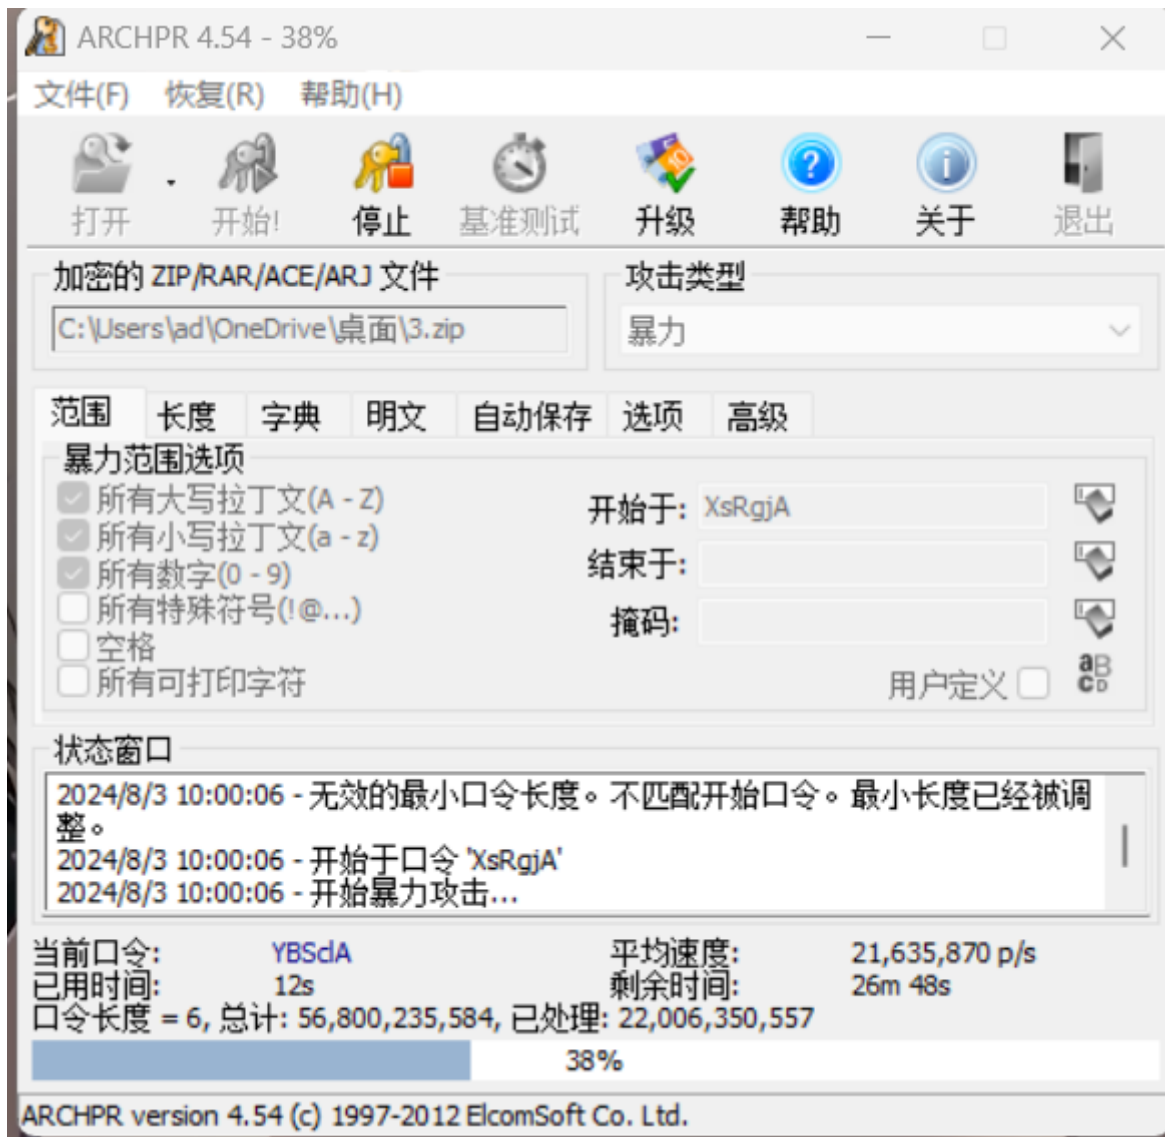 ARCHPR 4.54 - 38%
文件(F) 恢复(R) 帮助(H)
打开 开始! 停止 基准测试 升级 帮助 关于 退出
加密的 ZIP/RAR/ACE/ARJ 文件
攻击类型
C:\Users\ad\OneDrive\桌面\3.zip
暴力
范围 长度 字典 明文 自动保存 选项 高级
暴力范围选项
所有大写拉丁文(A - Z)
所有小写拉丁文(a - z)
所有数字(0 - 9)
所有特殊符号(!@...)
空格
所有可打印字符
开始于: XsRgjA
结束于:
掩码:
用户定义
状态窗口
2024/8/3 10:00:06 - 无效的最小口令长度。不匹配开始口令。最小长度已经被调
整。
2024/8/3 10:00:06 - 开始于口令 'XsRgjA'
2024/8/3 10:00:06 - 开始暴力攻击...
当前口令: YBSclA 平均速度: 21,635,870 p/s
已用时间: 12s 剩余时间: 26m 48s
口令长度 = 6, 总计: 56,800,235,584, 已处理: 22,006,350,557
38%
ARCHPR version 4.54 (c) 1997-2012 ElcomSoft Co. Ltd.